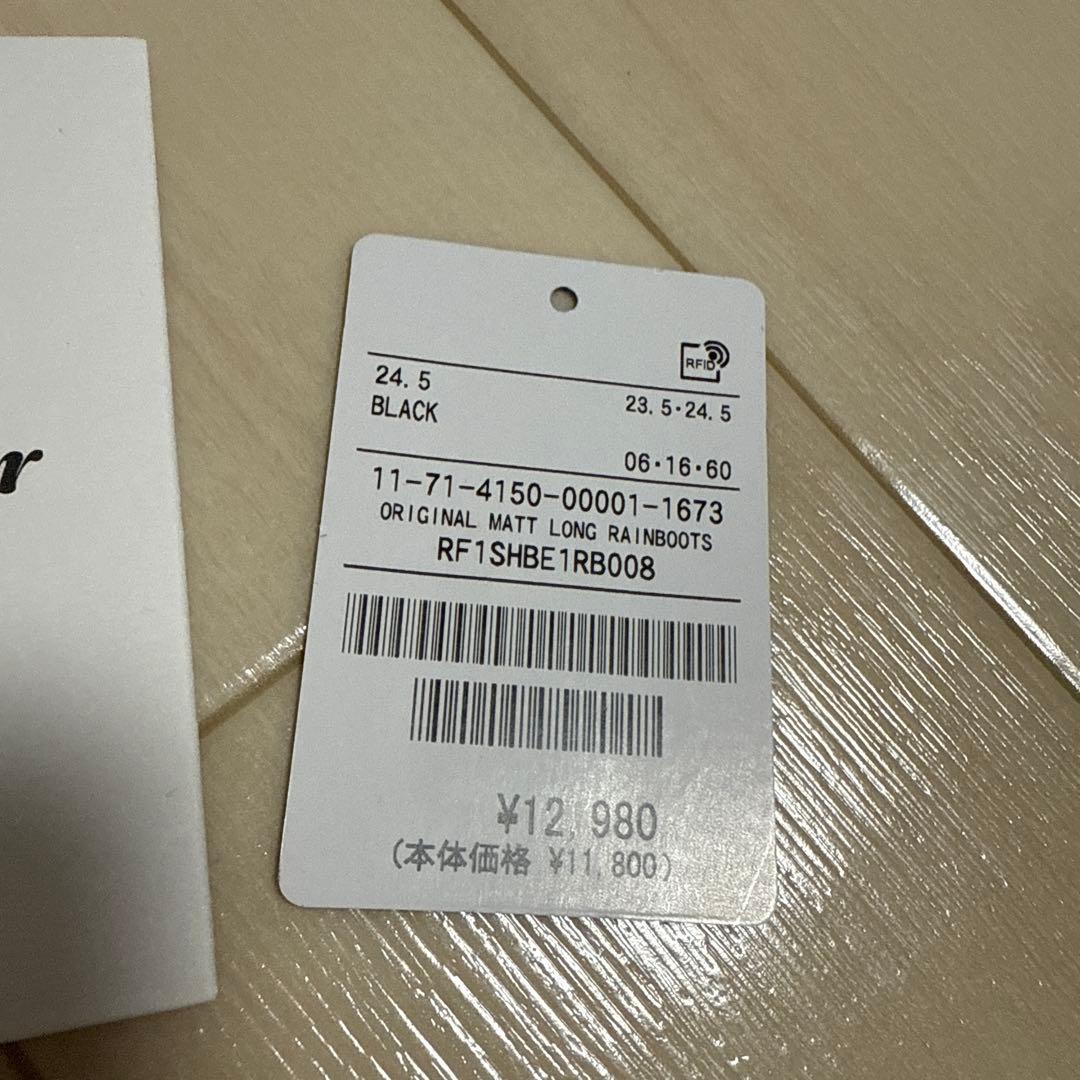 r
RFID
24.5
BLACK
23.5・24.5
06・16・60
11-71-4150-00001-1673
ORIGINAL MATT LONG RAINBOOTS
RF1SHBE1RB008
¥12,980
(本体価格 ¥11,800)